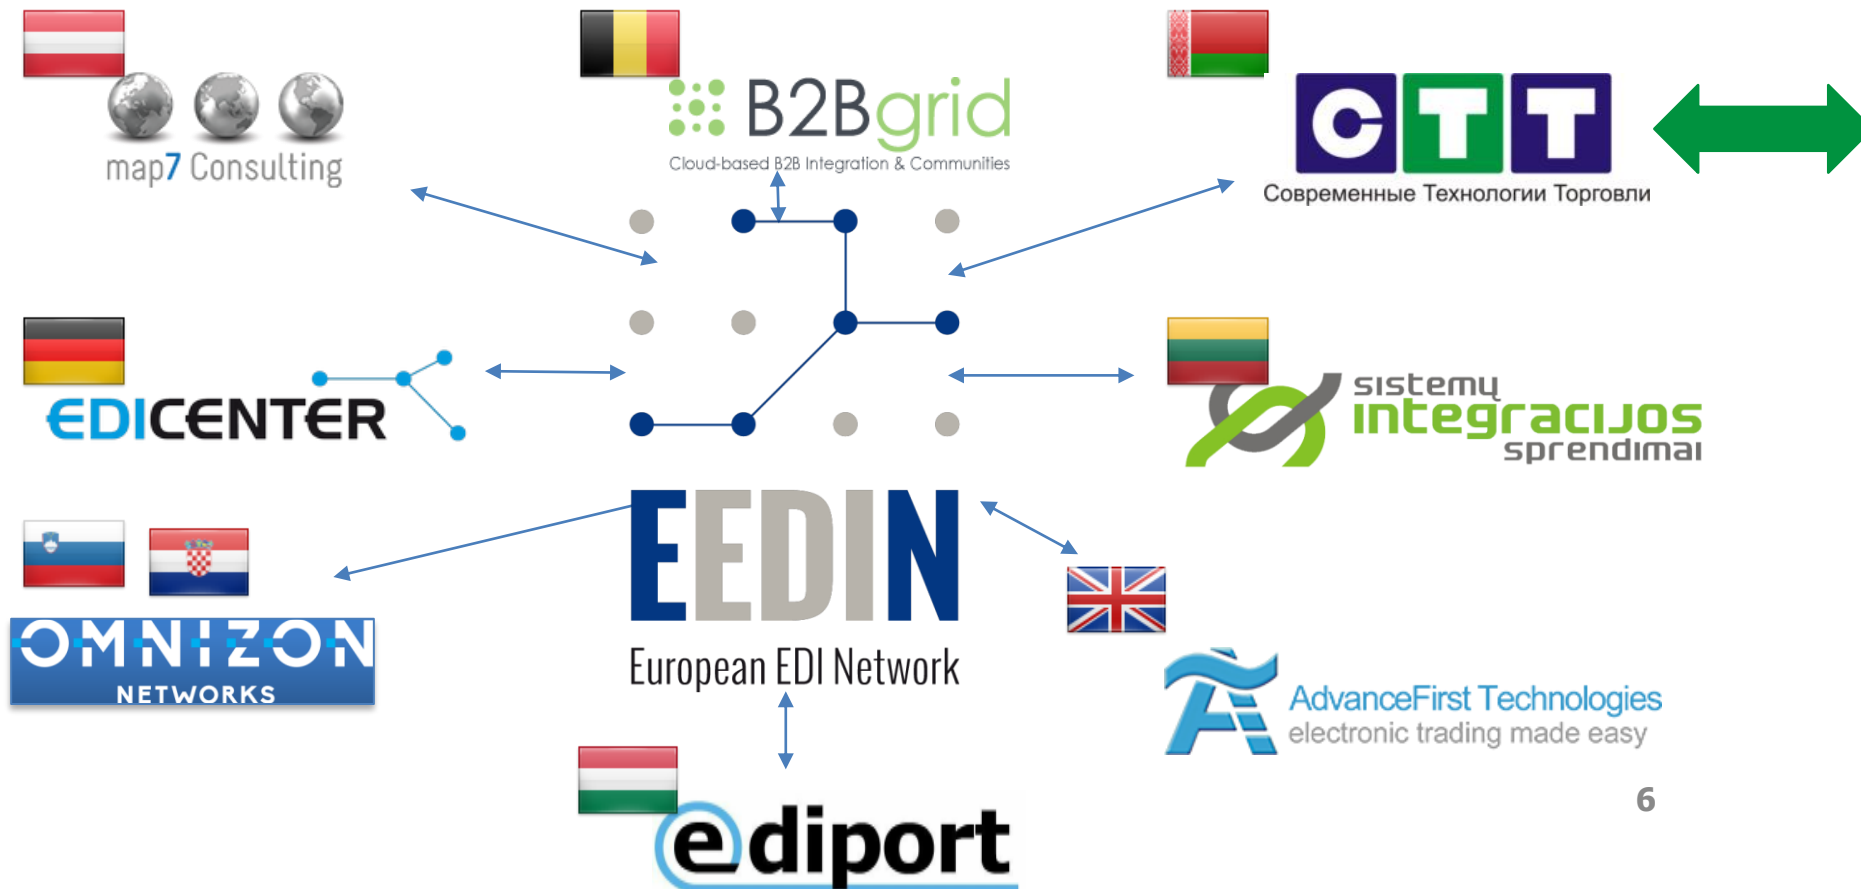 map7 Consulting
B2Bgrid
Cloud-based B2B Integration & Communities
СТТ
Современные Технологии Торговли
EDICENTER
sistemų
integracijos
sprendimai
OMNIZON
NETWORKS
EEDIN
European EDI Network
AdvanceFirst Technologies
electronic trading made easy
ediport
6